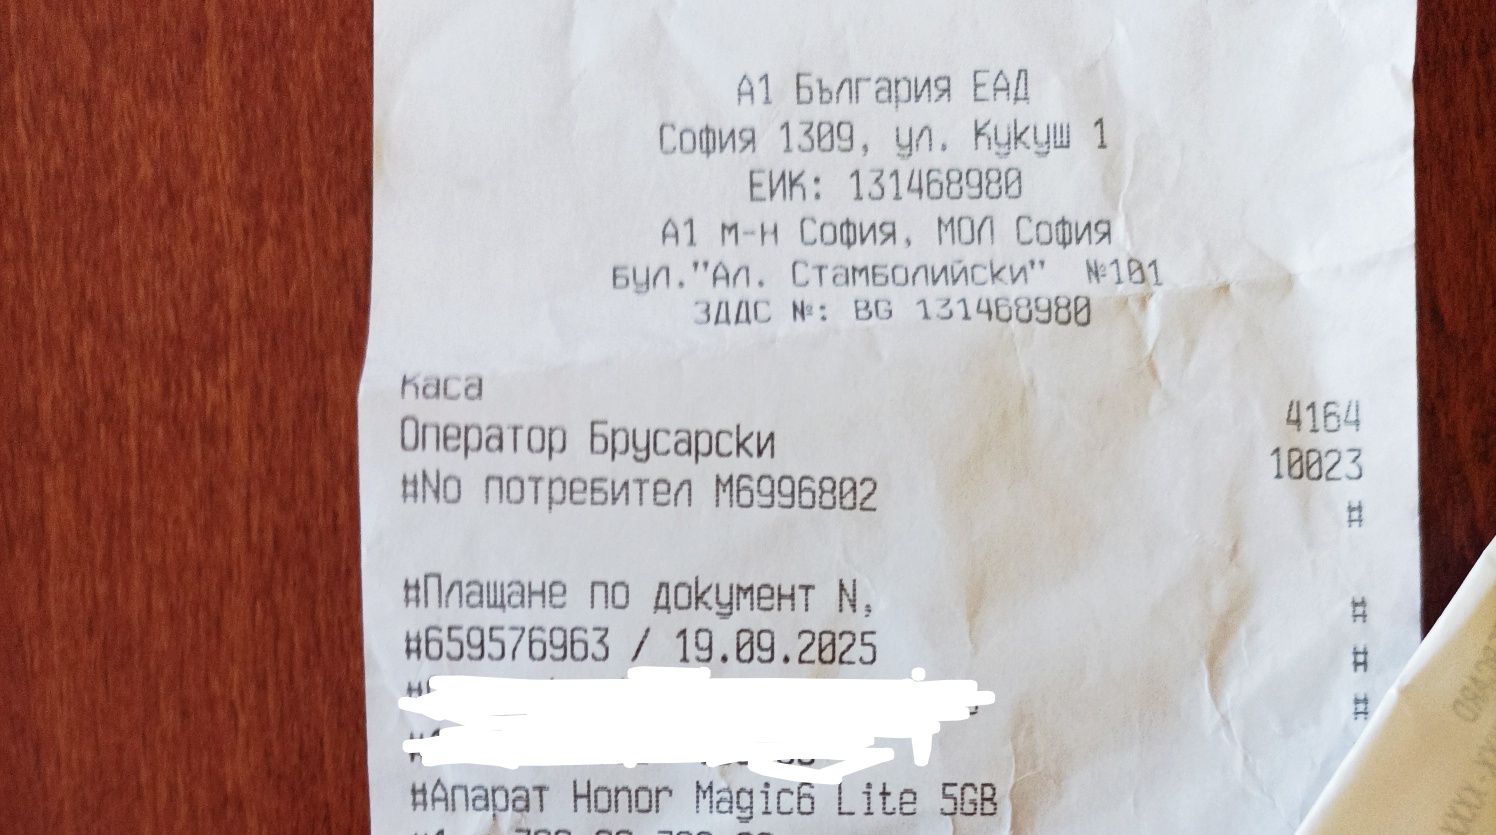 А1 България ЕАД
София 1309, ул. Кукуш 1
ЕИК: 131468980
А1 м-н София, МОЛ София
бул."Ал. Стамболийски" №101
ЗДДС №: BG 131468980
Каса 4164
Оператор Брусарски 10023
#No потребител M6996802 #
#Плащане по документ N, #
#659576963 / 19.09.2025 #
#
#Апарат Honor Magic6 Lite 5GB